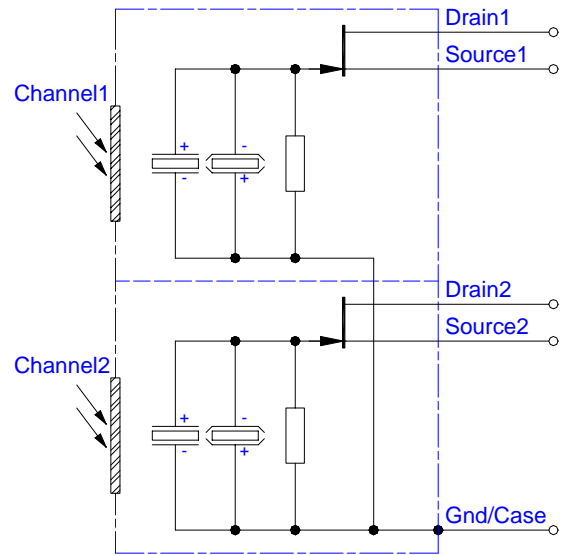 Drain1
Source1
Channel1
+ -
- +
Drain2
Source2
Channel2
+ -
- +
Gnd/Case